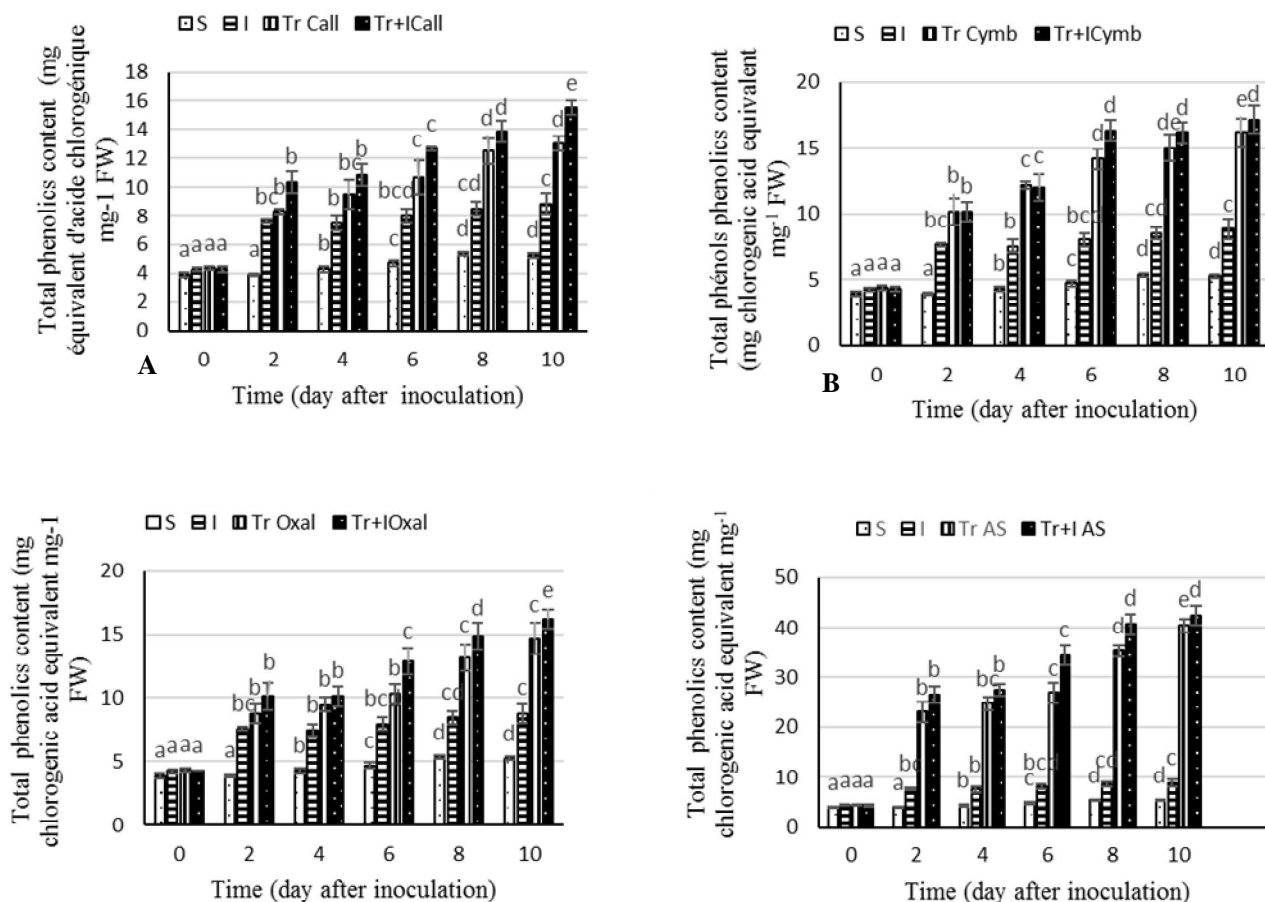 S I Tr Call Tr+ICall
Total phenolics content (mg
équivalent d'acide chlorogénique
mg-1 FW)
18
16
14
12
10
8
6
4
2
0
a a a a
a bc b b
b b bc b
c bcd c c
d cd d d
d c d e
0 2 4 6 8 10
A
Time (day after inoculation)
S I Tr Cymb Tr+ICymb
Total phénols phenolics content
(mg chlorogenic acid equivalent
mg-1 FW)
20
15
10
5
0
a a a a
a bc b b
b b c c
c bcc d d
d cd de d
d c e d
0 2 4 6 8 10
B
Time (day after inoculation)
S I Tr Oxal Tr+IOxal
Total phenolics content (mg
chlorogenic acid equivalent mg-1
FW)
20
15
10
5
0
a a a a
a bc b b
b b b b
c bcc b c
d cd c d
d c c e
0 2 4 6 8 10
Time (day after inoculation)
S I Tr AS Tr+I AS
Total phenolics content (mg
chlorogenic acid equivalent mg-1
FW)
50
40
30
20
10
0
a a a a
a bc b b
b b bc b
c bcd c c
d cd d d
d c e d
0 2 4 6 8 10
Time (day after inoculation)